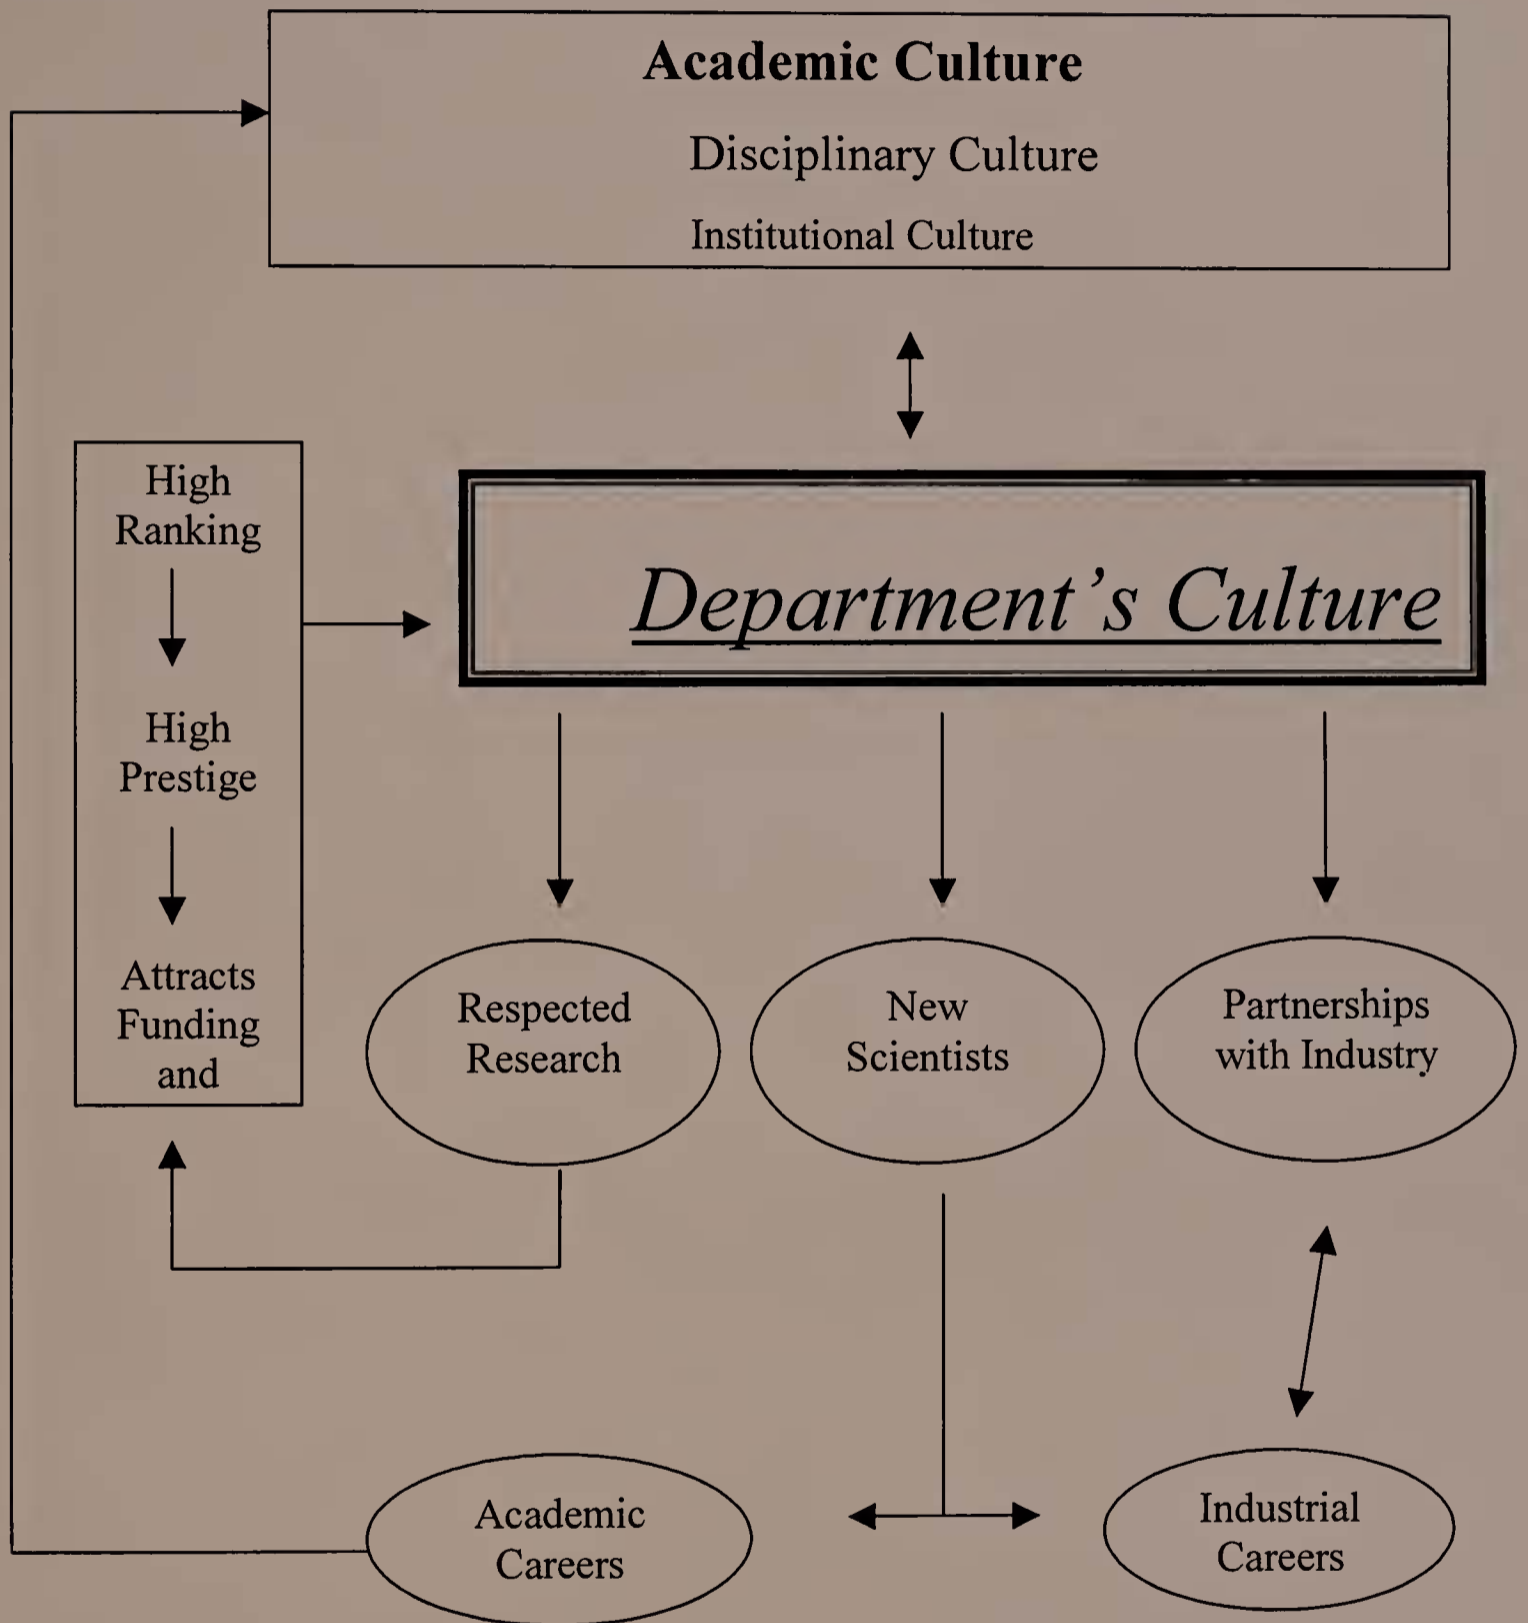 Academic Culture
Disciplinary Culture
Institutional Culture
High
Ranking
High
Prestige
Attracts
Funding
and
Department's Culture
Respected
Research
New
Scientists
Partnerships
with Industry
Academic
Careers
Industrial
Careers